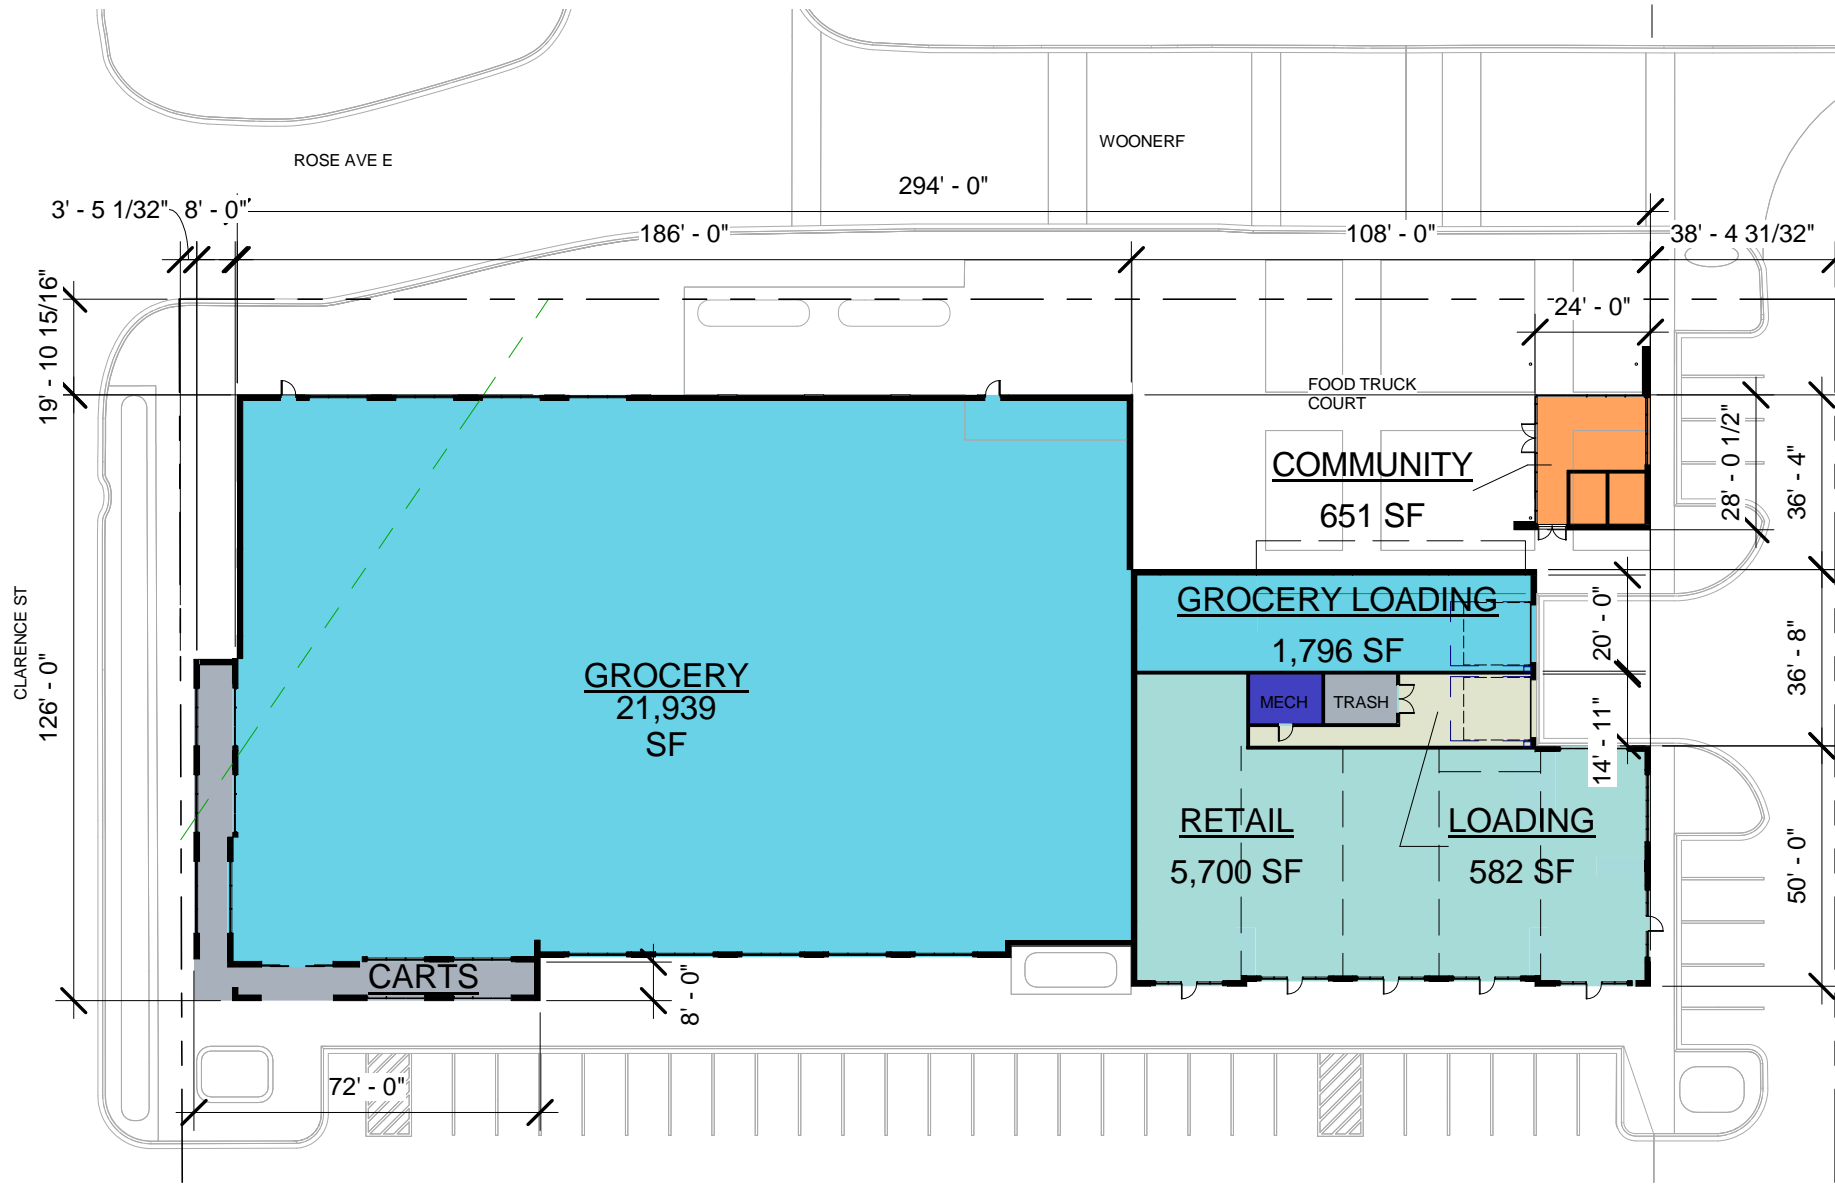 WOONERF
ROSE AVE E
294' - 0"
3' - 5 1/32"
8' - 0"
186' - 0"
108' - 0"
38' - 4 31/32"
19' - 10 15/16"
24' - 0"
FOOD TRUCK
COURT
28' - 0 1/2"
36' - 4"
COMMUNITY
651 SF
GROCERY LOADING
1,796 SF
20' - 0"
36' - 8"
CLARENCE ST
126' - 0"
GROCERY
21,939
SF
MECH
TRASH
14' - 11"
RETAIL
5,700 SF
LOADING
582 SF
50' - 0"
CARTS
8' - 0"
72' - 0"